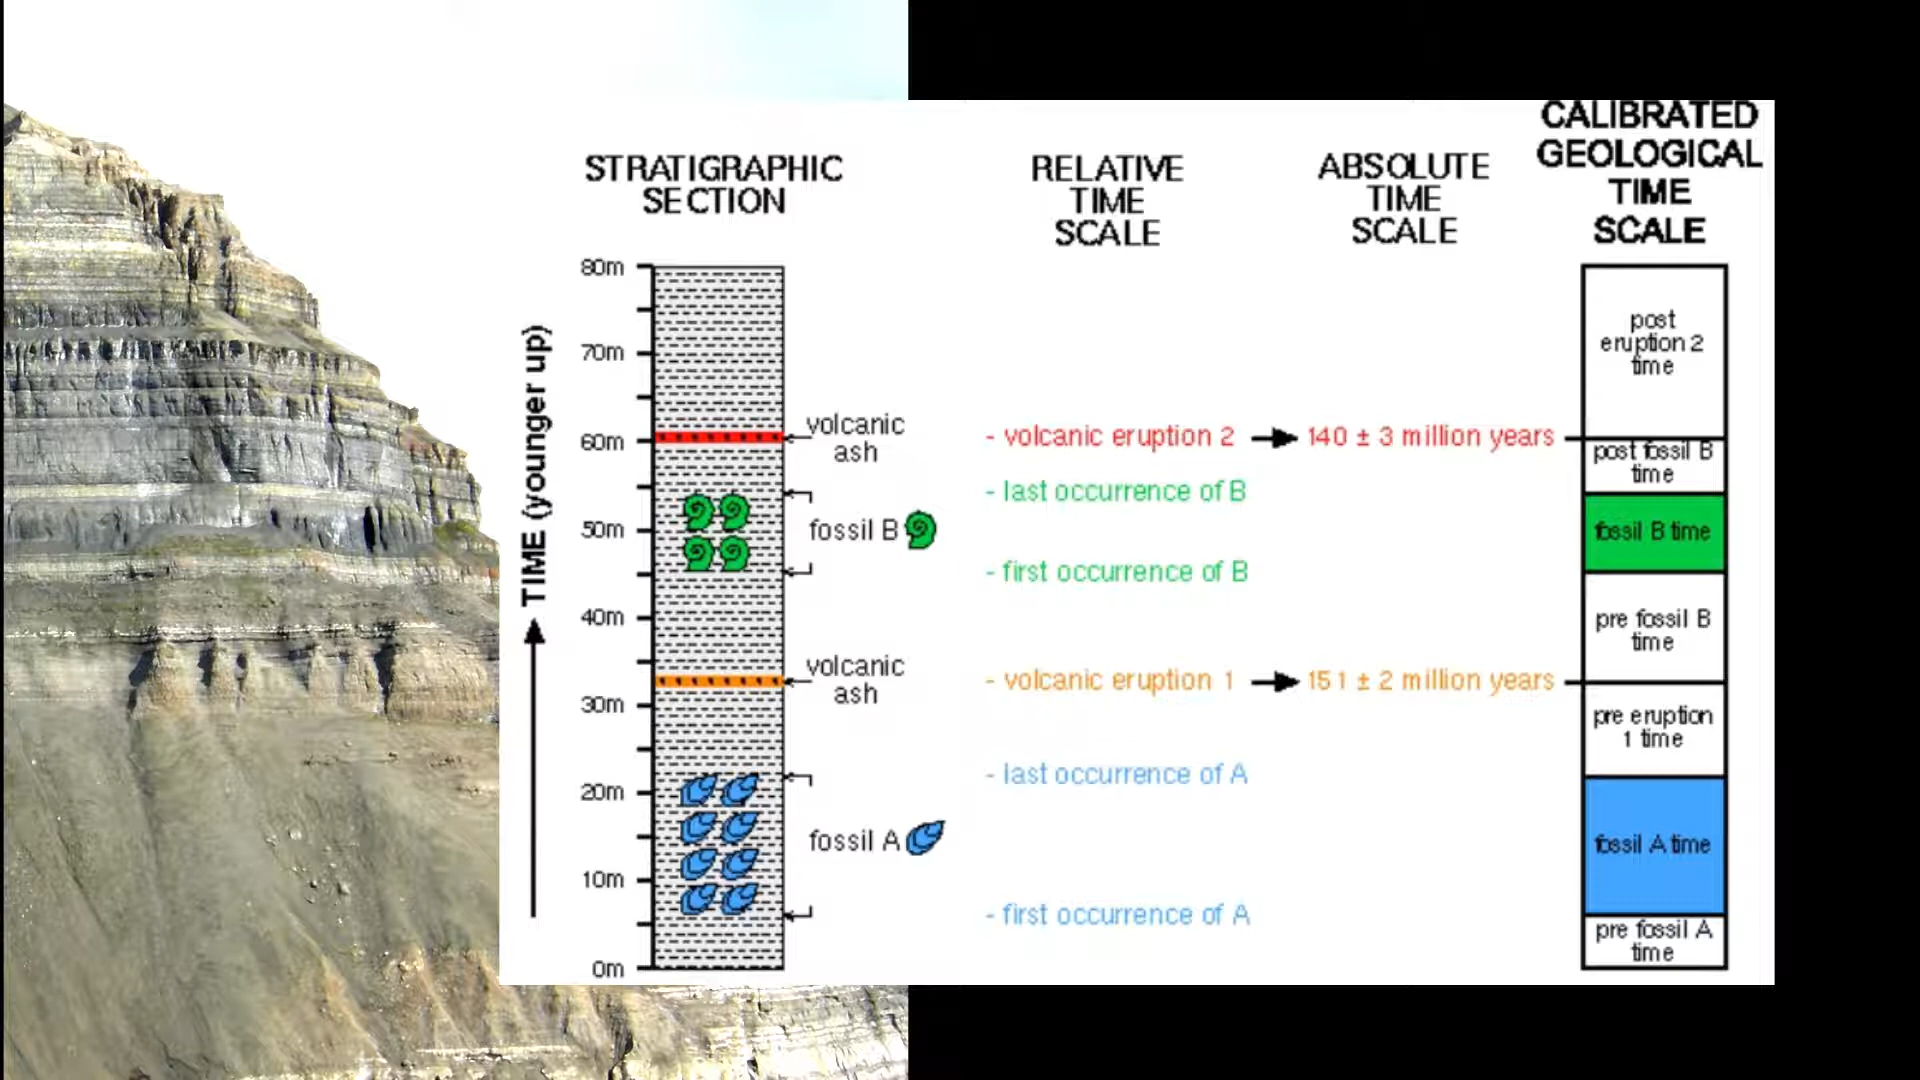 STRATIGRAPHIC
SECTION
RELATIVE
TIME
SCALE
ABSOLUTE
TIME
SCALE
CALIBRATED
GEOLOGICAL
TIME
SCALE
TIME (younger up)
80m
70m
60m
50m
40m
30m
20m
10m
0m
volcanic
ash
fossil B
volcanic
ash
fossil A
- volcanic eruption 2
- last occurrence of B
- first occurrence of B
- volcanic eruption 1
- last occurrence of A
- first occurrence of A
140 ± 3 million years
151 ± 2 million years
post
eruption 2
time
post fossil B
time
fossil B time
pre fossil B
time
pre eruption
1 time
fossil A time
pre fossil A
time